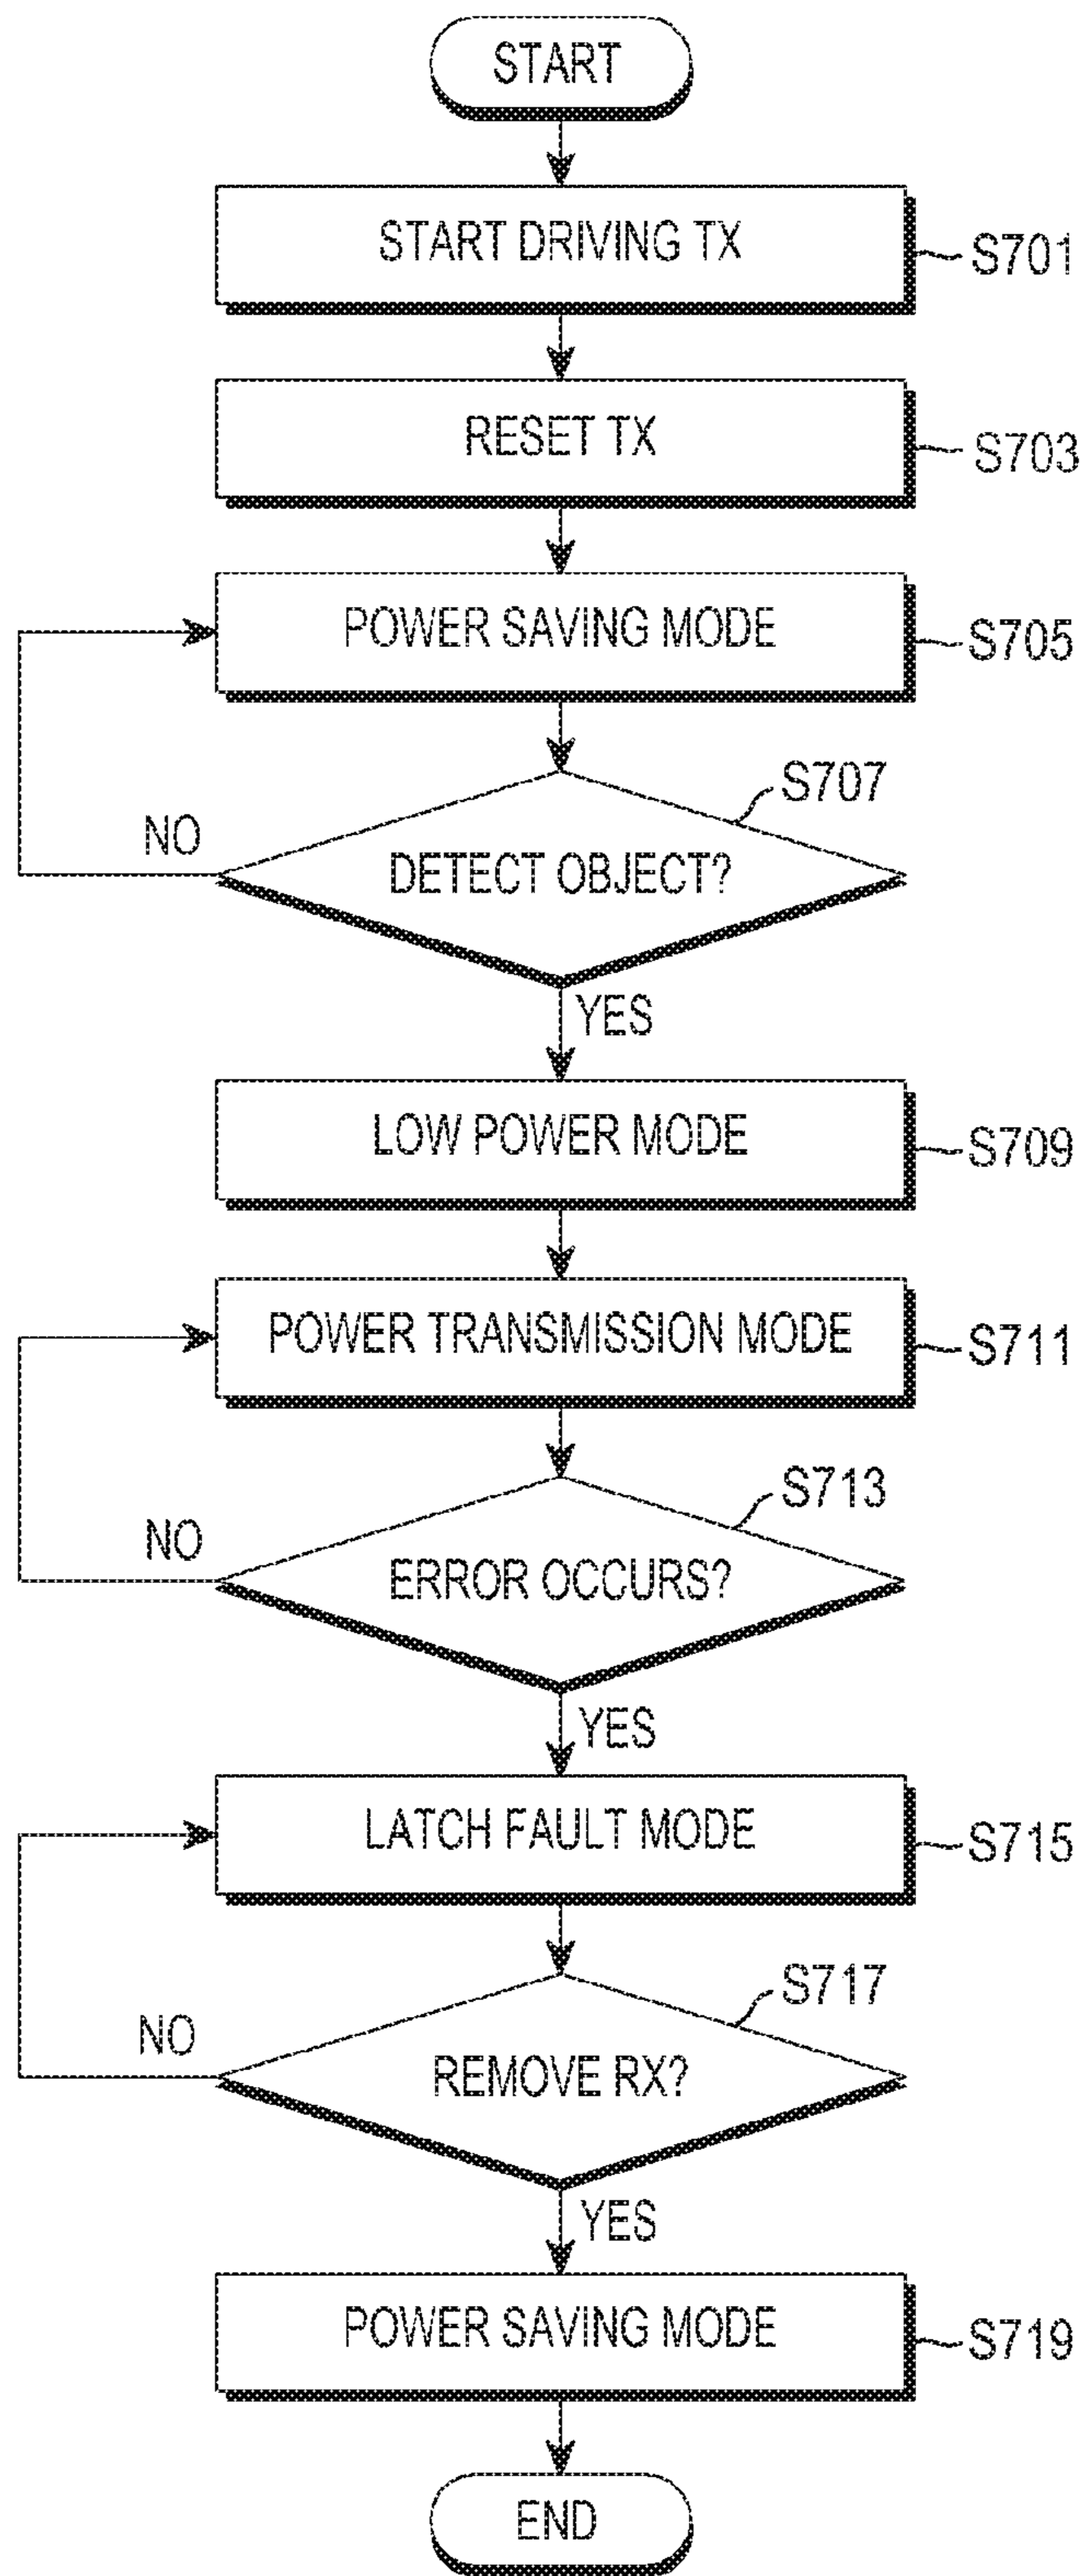 START
START DRIVING TX
S701
RESET TX
S703
POWER SAVING MODE
S705
S707
NO
DETECT OBJECT?
YES
LOW POWER MODE
S709
POWER TRANSMISSION MODE
S711
S713
NO
ERROR OCCURS?
YES
LATCH FAULT MODE
S715
S717
NO
REMOVE RX?
YES
POWER SAVING MODE
S719
END